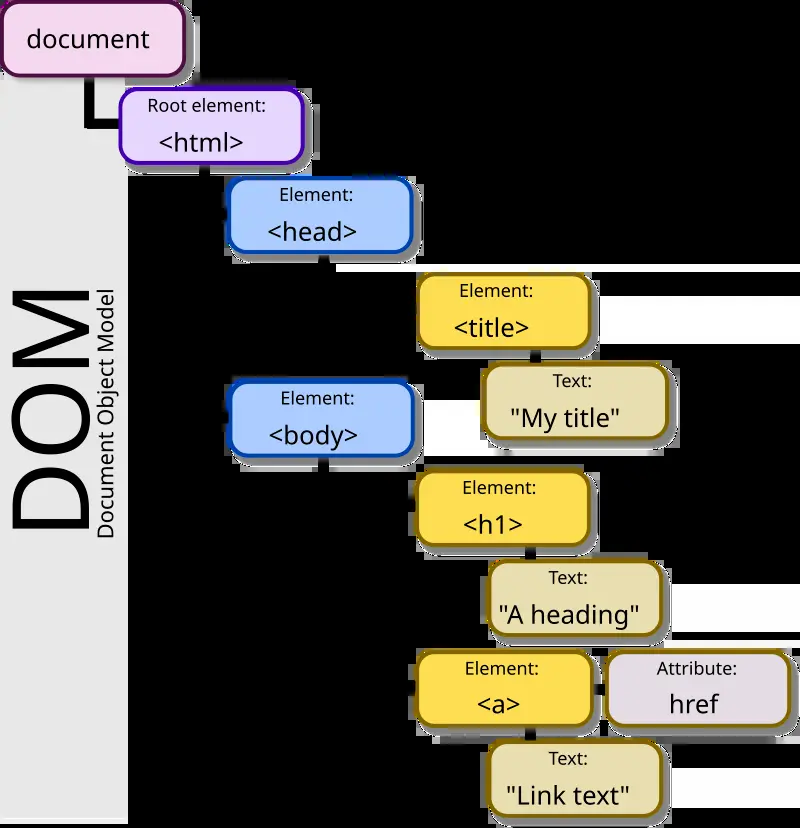 document
Root element:
<html>
Element:
<head>
Element:
<title>
Text:
"My title"
Element:
<body>
Element:
<h1>
Text:
"A heading"
Element:
<a>
Attribute:
href
Text:
"Link text"
DOM
Document Object Model